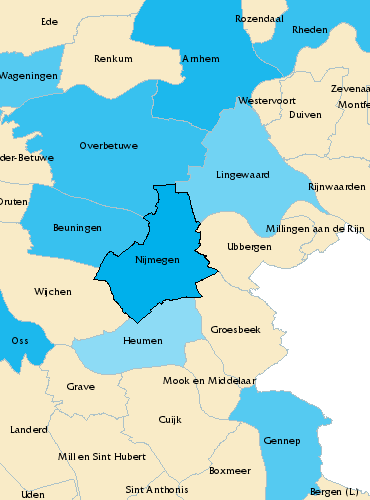 Ede
Rozendaal
Rheden
Renkum
Arnhem
Wageningen
Zevenaa
Westervoort
Montfe
Duiven
Overbetuwe
der-Betuwe
Lingewaard
Rijnwaarden
Druten
Beuningen
Millingen aan de Rijn
Ubbergen
Nijmegen
Wijchen
Groesbeek
Oss
Heumen
Mook en Middelaar
Grave
Cuijk
Landerd
Gennep
Mill en Sint Hubert
Boxmeer
Sint Anthonis
Bergen (L)
Uden